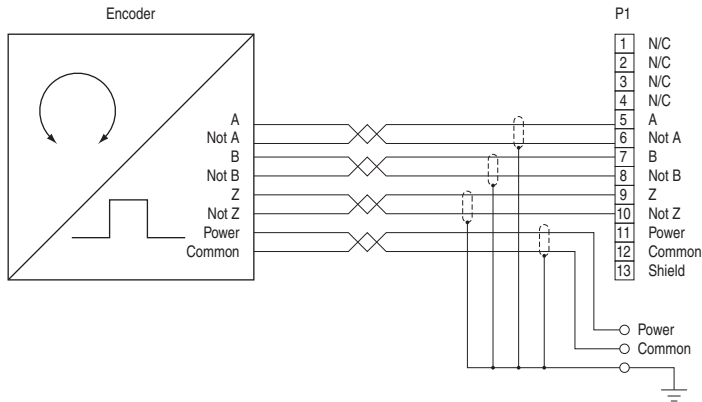 Encoder
P1
1 N/C
2 N/C
3 N/C
4 N/C
A 5 A
Not A 6 Not A
B 7 B
Not B 8 Not B
Z 9 Z
Not Z 10 Not Z
Power 11 Power
Common 12 Common
13 Shield
Power
Common